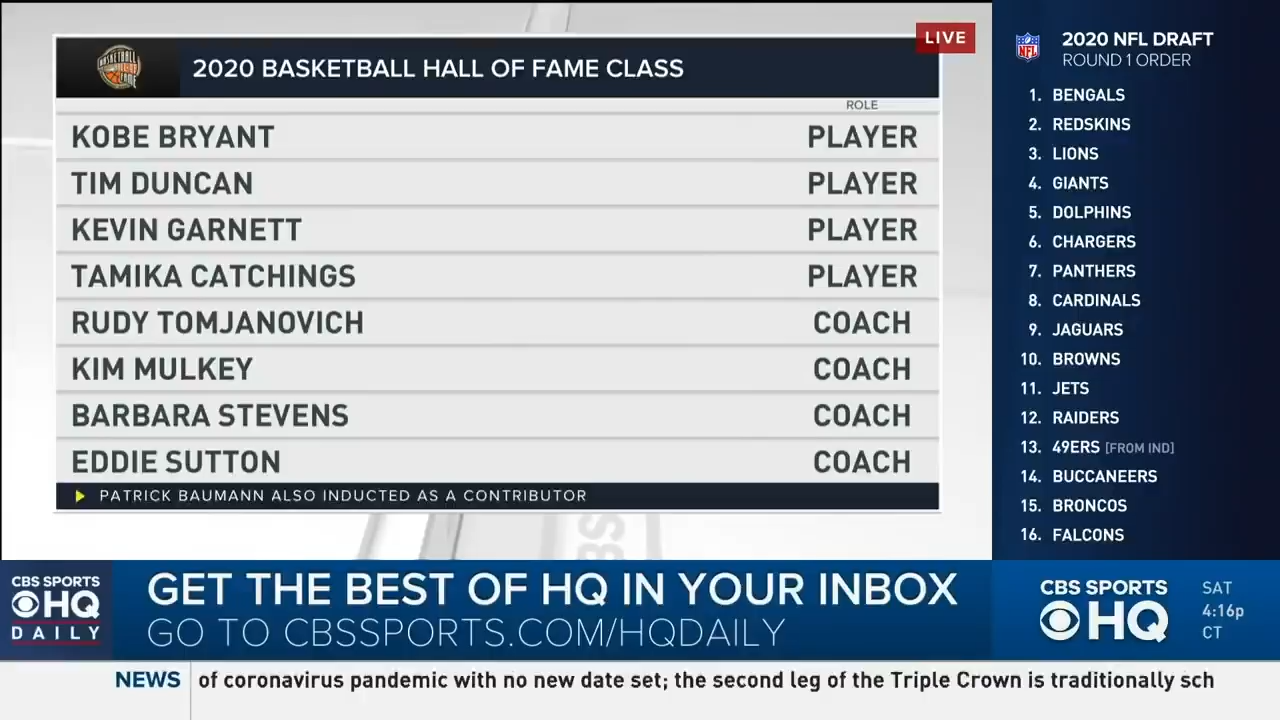 LIVE
BASKETBALL
2020 BASKETBALL HALL OF FAME CLASS
ROLE
KOBE BRYANT PLAYER
TIM DUNCAN PLAYER
KEVIN GARNETT PLAYER
TAMIKA CATCHINGS PLAYER
RUDY TOMJANOVICH COACH
KIM MULKEY COACH
BARBARA STEVENS COACH
EDDIE SUTTON COACH
PATRICK BAUMANN ALSO INDUCTED AS A CONTRIBUTOR
NFL
2020 NFL DRAFT
ROUND 1 ORDER
1. BENGALS
2. REDSKINS
3. LIONS
4. GIANTS
5. DOLPHINS
6. CHARGERS
7. PANTHERS
8. CARDINALS
9. JAGUARS
10. BROWNS
11. JETS
12. RAIDERS
13. 49ERS [FROM IND]
14. BUCCANEERS
15. BRONCOS
16. FALCONS
CBS SPORTS
HQ
DAILY
GET THE BEST OF HQ IN YOUR INBOX
GO TO CBSSPORTS.COM/HQDAILY
CBS SPORTS
HQ
SAT
4:16p
CT
NEWS of coronavirus pandemic with no new date set; the second leg of the Triple Crown is traditionally sch